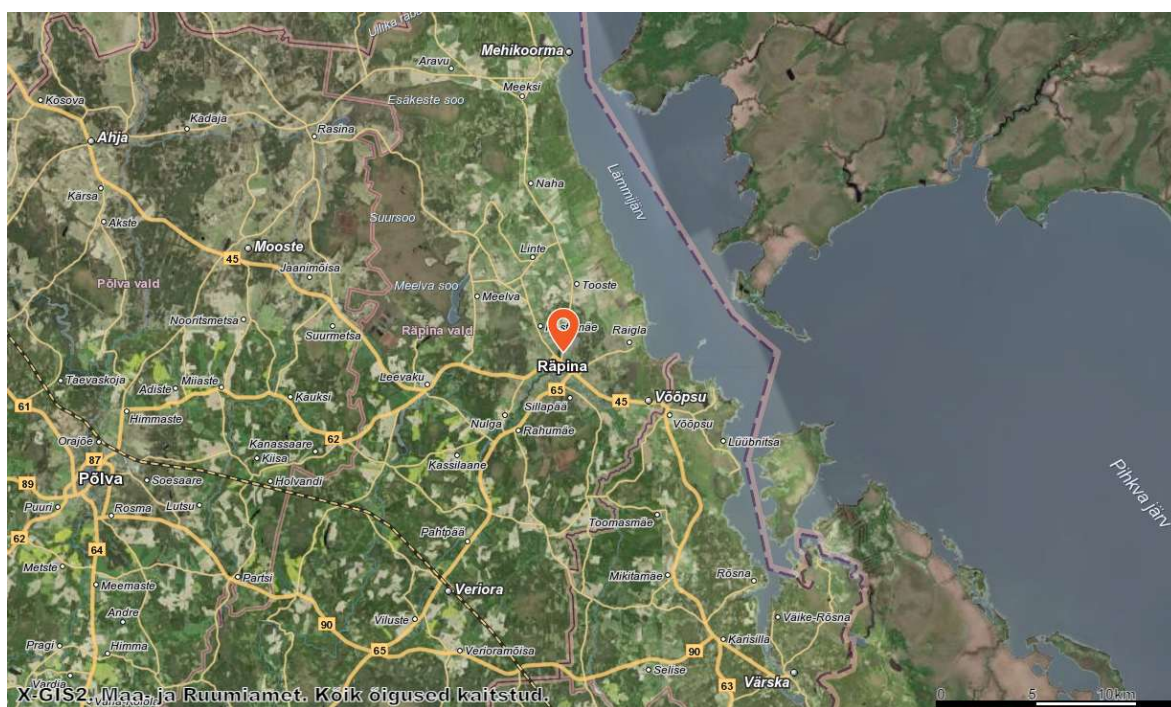 Ullika raba
Mehikoorma
Aravu
Meeksi
Kosova
Esäkeste soo
Kadaja
Ahja
Rasina
Lämmijärv
Kärsa
Naha
Akste
Suursoo
Mooste
Linte
45
Jaanimõisa
Põlva vald
Meelva soo
Meelva
Tooste
Nooritsmetsa
Suurmetsa
Räpina vald
Raigla
Räpina
Taevaskoja
Adiste
Miiaste
Leevaku
65
61
Kauksi
Sillapää
45
Võõpsu
Himmaste
Nulga
Võõpsu
62
Rahumäe
Orajõe
Kanassaare
Lüübnitsa
87
Kiisa
Kassilaane
Põlva
89
Soesaare
Holvandi
Pihkva järv
Puuri
Rosma
Lutsu
Toomasmäe
62
64
Pahtpää
Metste
Partsi
Mikitamäe
Rõsna
Meemaste
Veriora
Andre
Viluste
Väike-Rõsna
90
Pragi
Himma
65
Verioramõisa
90
Karisilla
Selise
Värska
63
Vardja
X-GIS2. Maa- ja Ruumiamet. Kõik õigused kaitstud.
0 5 10km